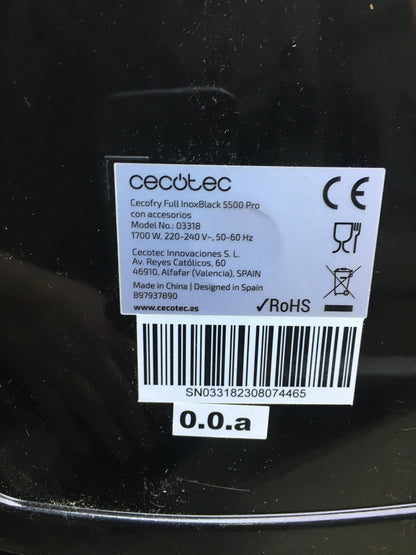 cecotec
Cecofry Full InoxBlack 5500 Pro
con accesorios
Model No.: 03318
1700 W, 220-240 V~, 50-60 Hz
Cecotec Innovaciones S. L.
Av. Reyes Católicos, 60
46910, Alfafar (Valencia), SPAIN
Made in China | Designed in Spain
B97937890
www.cecotec.es
CE
✓RoHS
SN033182308074465
0.0.a